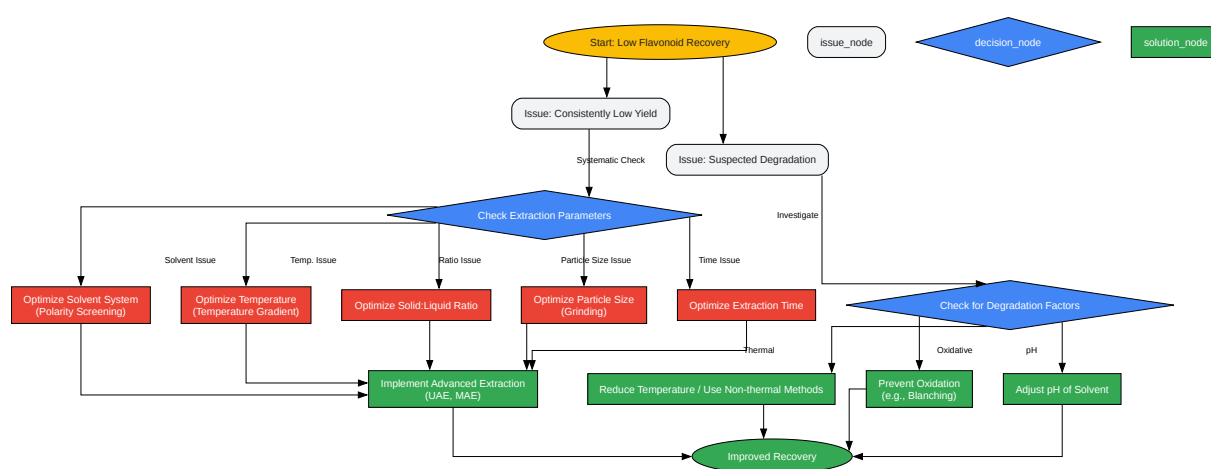 Start: Low Flavonoid Recovery
issue_node
decision_node
solution_node
Issue: Consistently Low Yield
Systematic Check
Issue: Suspected Degradation
Check Extraction Parameters
Investigate
Solvent Issue
Temp. Issue
Ratio Issue
Particle Size Issue
Time Issue
Optimize Solvent System
(Polarity Screening)
Optimize Temperature
(Temperature Gradient)
Optimize Solid:Liquid Ratio
Optimize Particle Size
(Grinding)
Optimize Extraction Time
Check for Degradation Factors
Thermal
Oxidative
pH
Implement Advanced Extraction
(UAE, MAE)
Reduce Temperature / Use Non-thermal Methods
Prevent Oxidation
(e.g., Blanching)
Adjust pH of Solvent
Improved Recovery